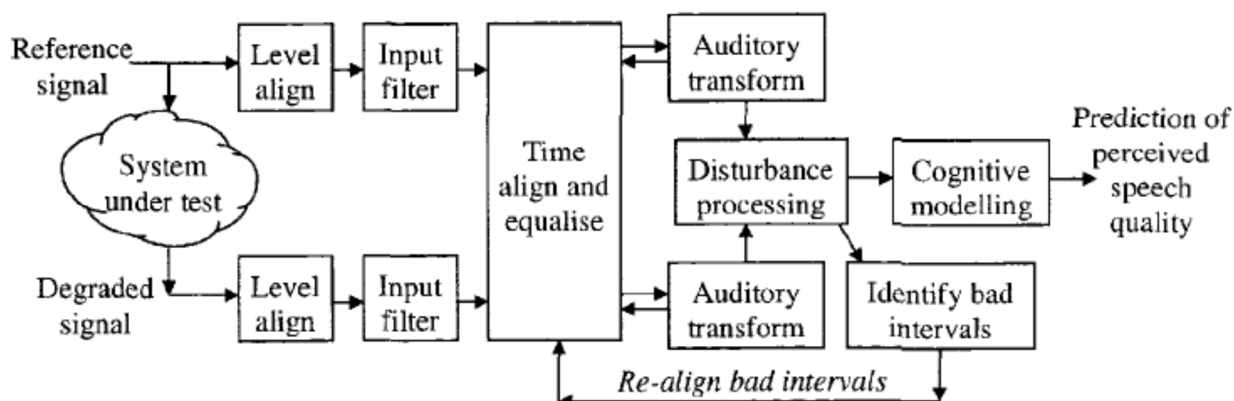 Reference
signal
Level
align
Input
filter
Auditory
transform
System
under test
Time
align and
equalise
Disturbance
processing
Cognitive
modelling
Prediction of
perceived
speech
quality
Degraded
signal
Level
align
Input
filter
Auditory
transform
Identify bad
intervals
Re-align bad intervals